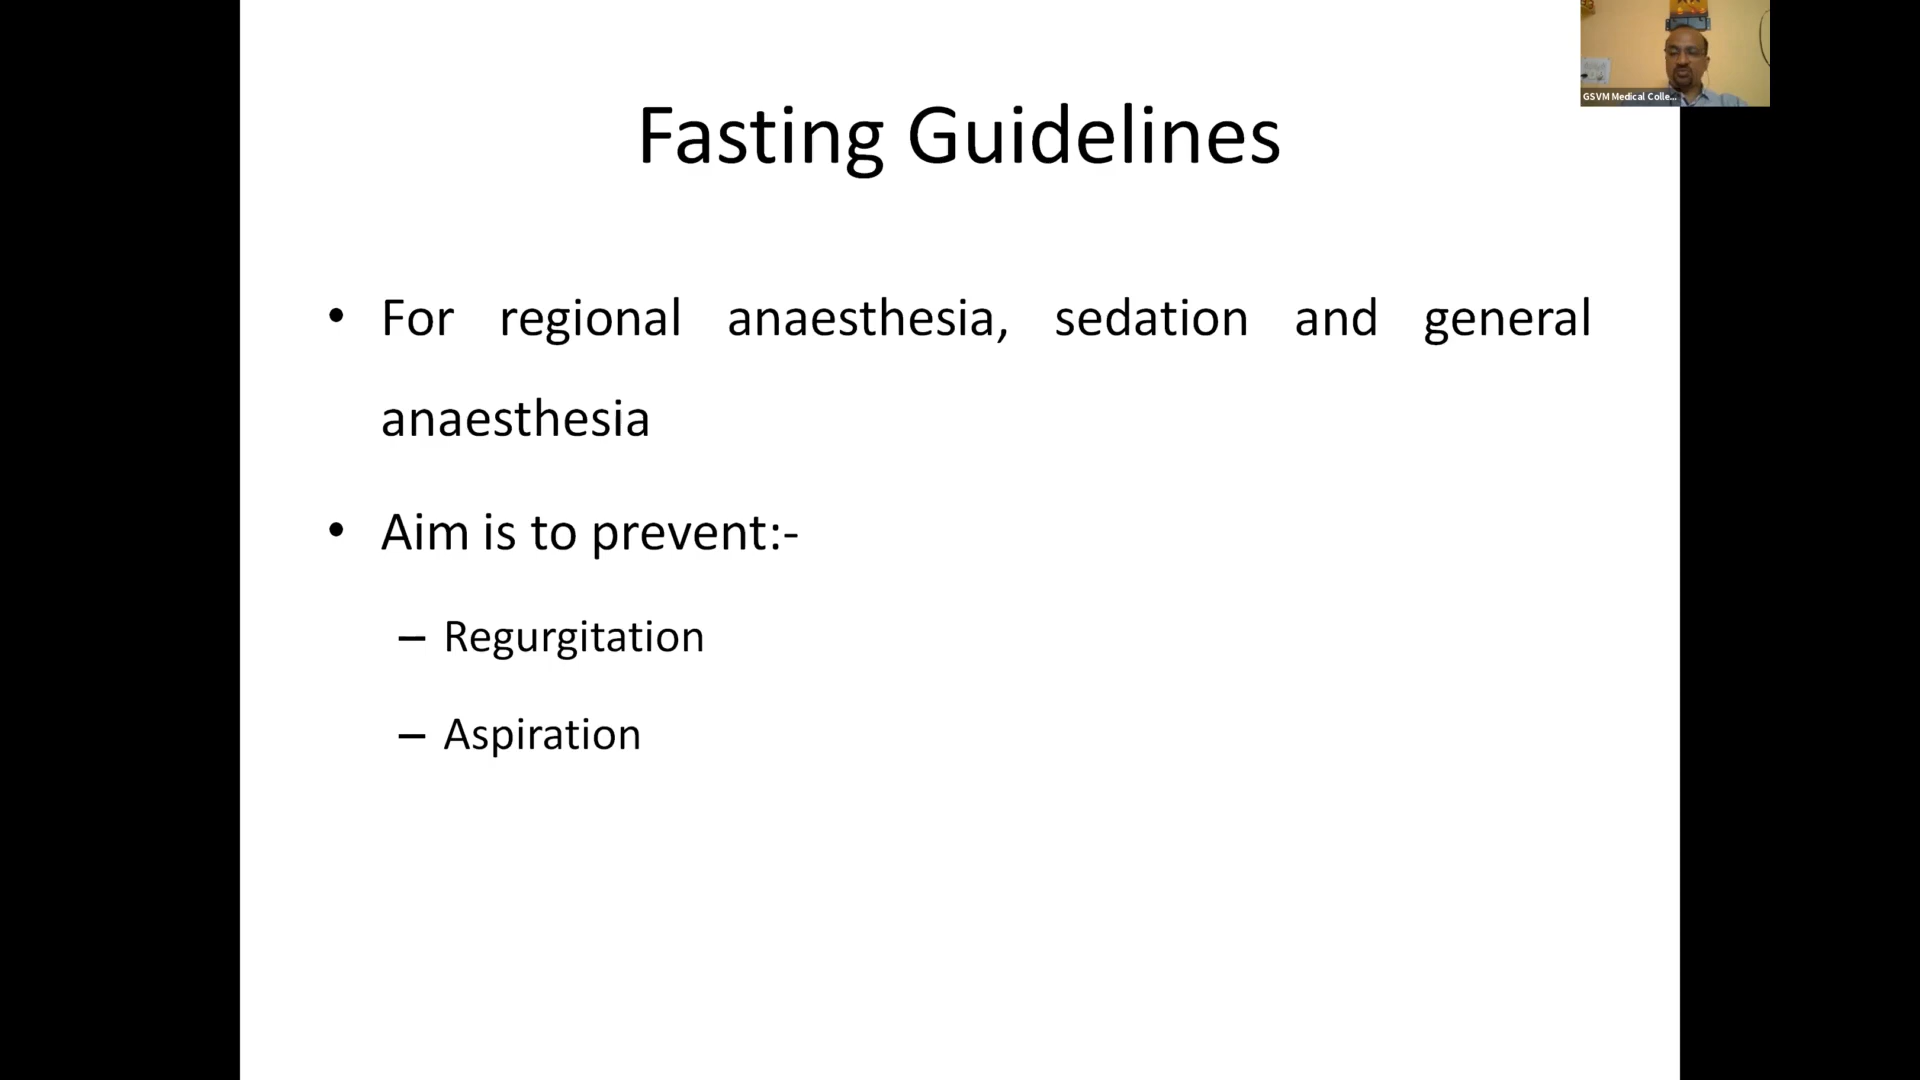 Fasting Guidelines
• For regional anaesthesia, sedation and general
anaesthesia
• Aim is to prevent:-
– Regurgitation
– Aspiration
GSVM Medical Colle...